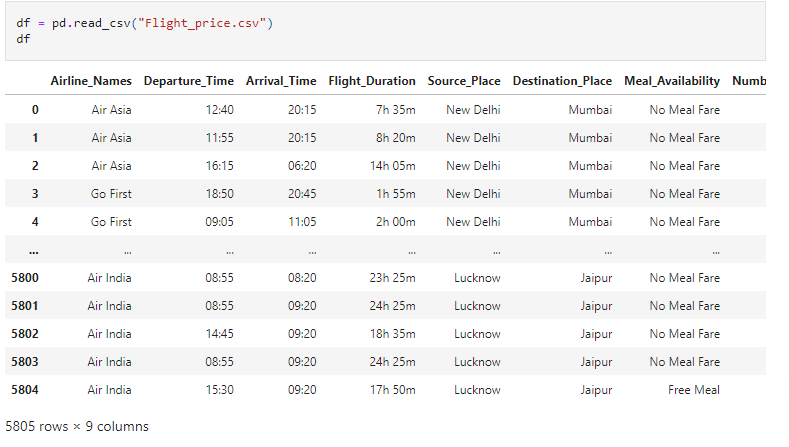 df = pd.read_csv("Flight_price.csv")
df
Airline_Names Departure_Time Arrival_Time Flight_Duration Source_Place Destination_Place Meal_Availability Numb
0 Air Asia 12:40 20:15 7h 35m New Delhi Mumbai No Meal Fare
1 Air Asia 11:55 20:15 8h 20m New Delhi Mumbai No Meal Fare
2 Air Asia 16:15 06:20 14h 05m New Delhi Mumbai No Meal Fare
3 Go First 18:50 20:45 1h 55m New Delhi Mumbai No Meal Fare
4 Go First 09:05 11:05 2h 00m New Delhi Mumbai No Meal Fare
... ... ... ... ... ... ... ...
5800 Air India 08:55 08:20 23h 25m Lucknow Jaipur No Meal Fare
5801 Air India 08:55 09:20 24h 25m Lucknow Jaipur No Meal Fare
5802 Air India 14:45 09:20 18h 35m Lucknow Jaipur No Meal Fare
5803 Air India 08:55 09:20 24h 25m Lucknow Jaipur No Meal Fare
5804 Air India 15:30 09:20 17h 50m Lucknow Jaipur Free Meal
5805 rows × 9 columns